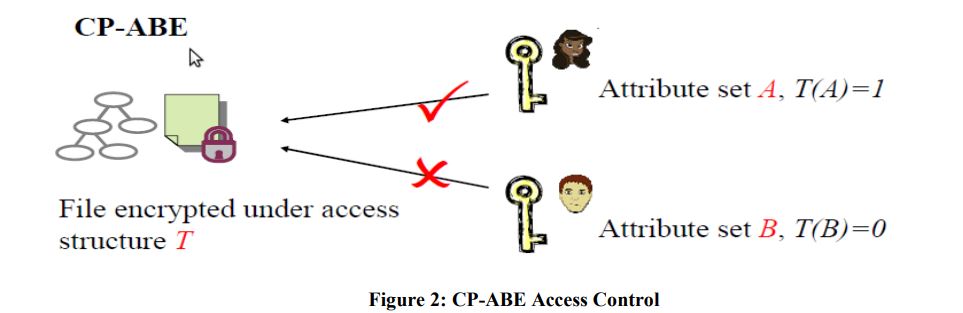 CP-ABE
Attribute set A, T(A)=1
File encrypted under access
structure T
Attribute set B, T(B)=0
Figure 2: CP-ABE Access Control